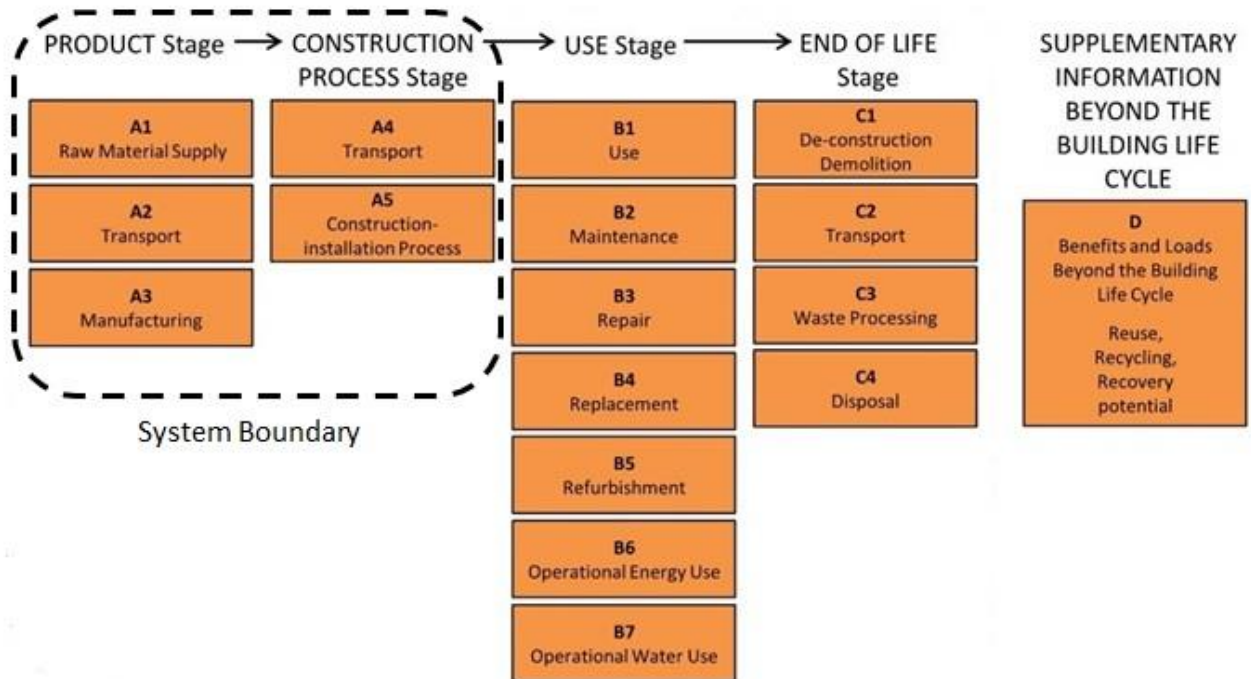 PRODUCT Stage
CONSTRUCTION
PROCESS Stage
USE Stage
END OF LIFE
Stage
SUPPLEMENTARY
INFORMATION
BEYOND THE
BUILDING LIFE
CYCLE
A1
Raw Material Supply
A2
Transport
A3
Manufacturing
A4
Transport
A5
Construction-
installation Process
System Boundary
B1
Use
B2
Maintenance
B3
Repair
B4
Replacement
B5
Refurbishment
B6
Operational Energy Use
B7
Operational Water Use
C1
De-construction
Demolition
C2
Transport
C3
Waste Processing
C4
Disposal
D
Benefits and Loads
Beyond the Building
Life Cycle
Reuse,
Recycling,
Recovery
potential